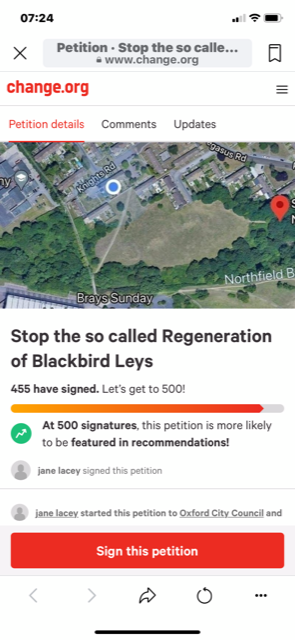 07:24
Petition · Stop the so calle...
www.change.org
change.org
Petition details Comments Updates
Knights Rd
Brays Sunday
Northfield B
Stop the so called Regeneration
of Blackbird Leys
455 have signed. Let's get to 500!
At 500 signatures, this petition is more likely
to be featured in recommendations!
jane lacey signed this petition
jane lacey started this petition to Oxford City Council and
Sign this petition